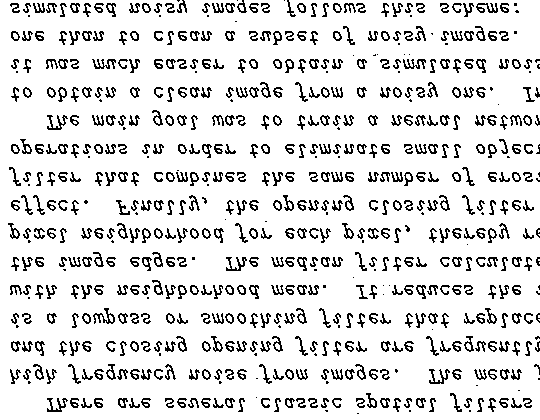 There are several classic spatial filters
high frequency noise from images. The mean f
and the closing opening filter are frequently
is a lowpass or smoothing filter that replace
with the neighborhood mean. It reduces the
the image edges. The median filter calculate
pixel neighborhood for each pixel, thereby re
effect. Finally, the opening closing filter
filter that combines the same number of erosi
operations in order to eliminate small object
The main goal was to train a neural networ
to obtain a clean image from a noisy one. In
it was much easier to obtain a simulated nois
one than to clean a subset of noisy images.
simulated noisy images follows this scheme: